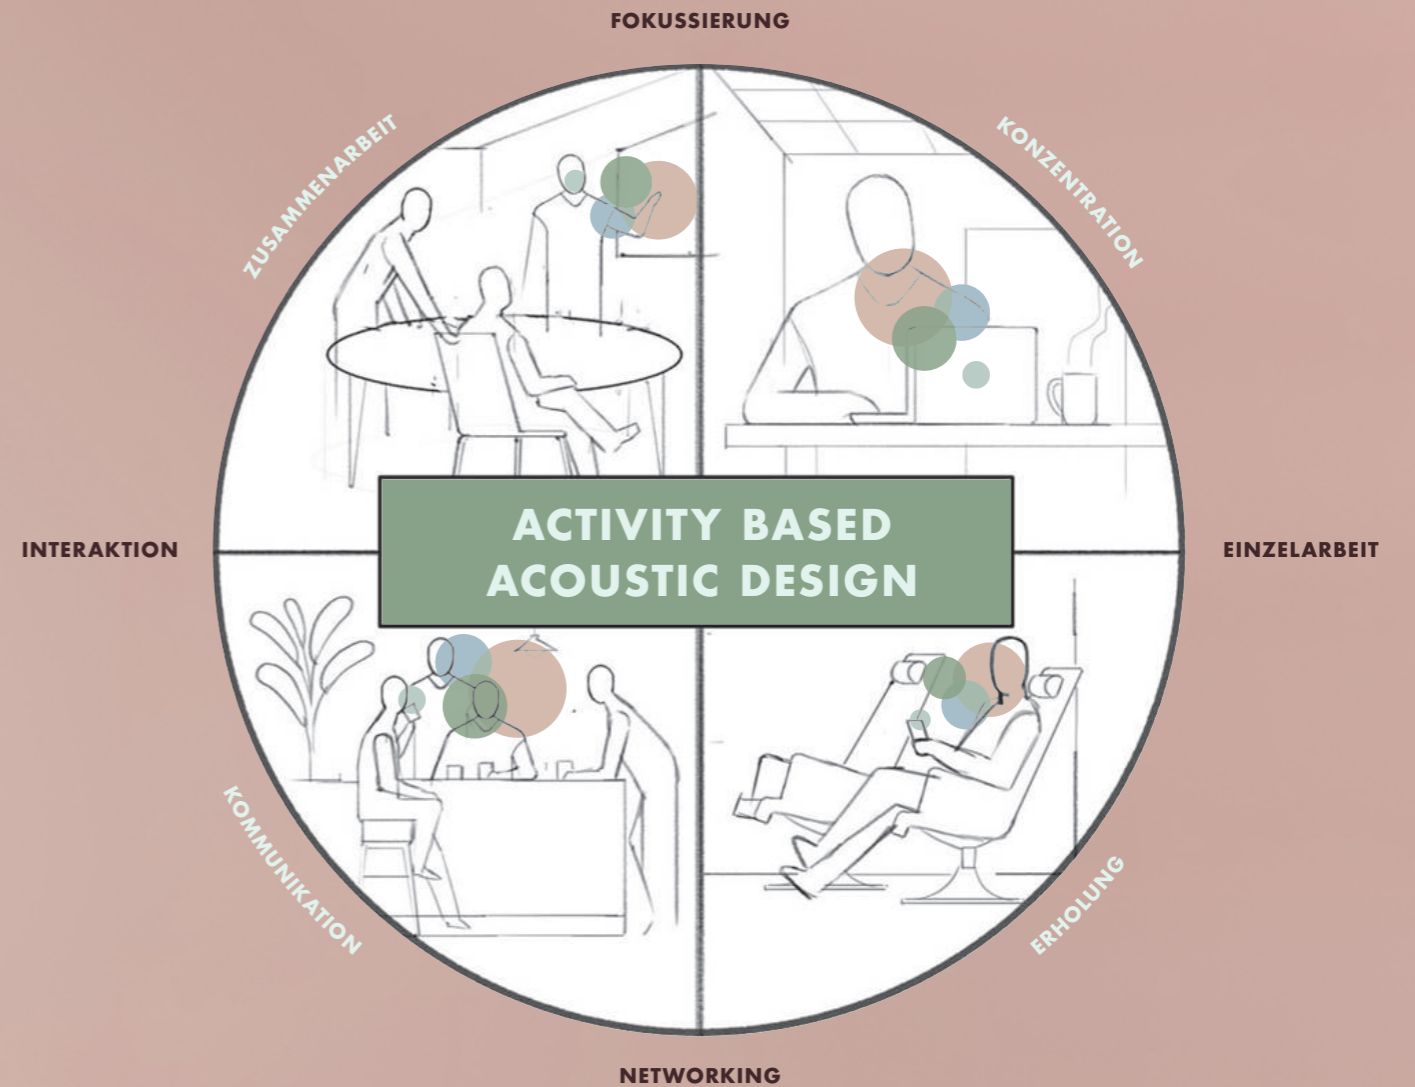 FOKUSSIERUNG
ZUSAMMENARBEIT
KONZENTRATION
INTERAKTION
ACTIVITY BASED
ACOUSTIC DESIGN
EINZELARBEIT
KOMMUNIKATION
ERHOLUNG
NETWORKING